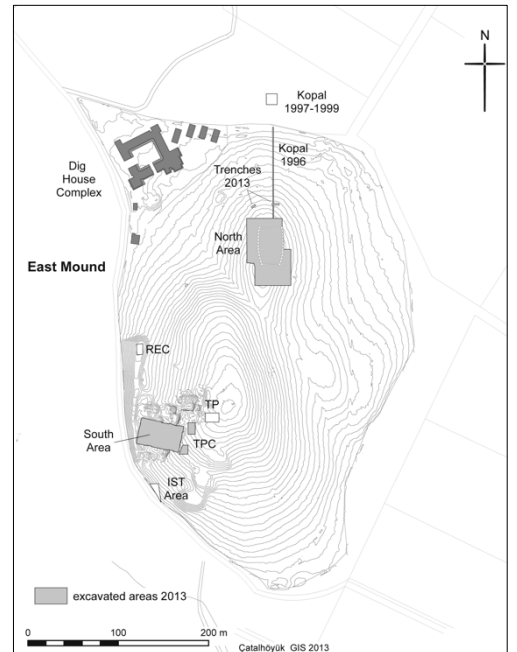 N
Kopal
1997-1999
Kopal
1996
Dig
House
Complex
Trenches
2013
North
Area
East Mound
REC
TP
South
Area
TPC
IST
Area
excavated areas 2013
0 100 200 m
Çatalhöyük GIS 2013